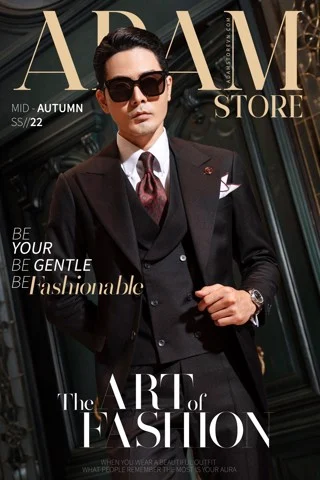 ADAM
STORE
ADAMSTOREVN.COM
MID - AUTUMN
SS//22
BE
YOUR
BE GENTLE
BE Fashionable
The ART of
FASHION
WHEN YOU WEAR A BEAUTIFUL OUTFIT
WHAT PEOPLE REMEMBER THE MOST IS YOUR AURA